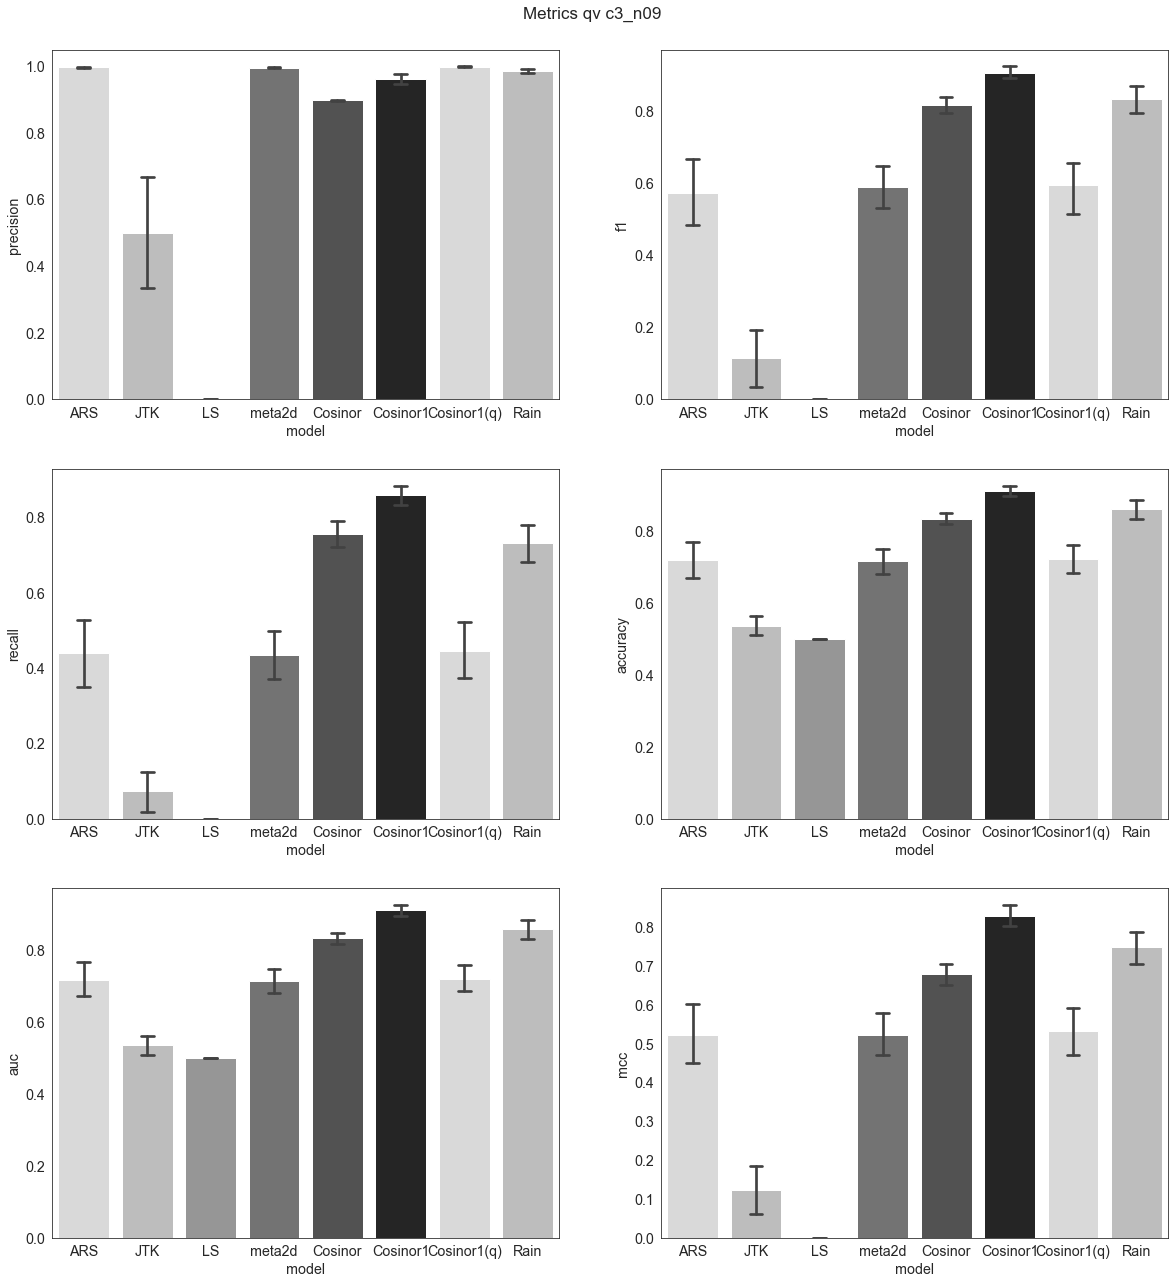 Metrics qv c3_n09
1.0
0.8
0.6
0.4
0.2
0.0
precision
ARS JTK LS meta2d Cosinor Cosinor1 Cosinor1(q) Rain
model
0.8
0.6
0.4
0.2
0.0
f1
ARS JTK LS meta2d Cosinor Cosinor1 Cosinor1(q) Rain
model
0.8
0.6
0.4
0.2
0.0
recall
ARS JTK LS meta2d Cosinor Cosinor1 Cosinor1(q) Rain
model
0.8
0.6
0.4
0.2
0.0
accuracy
ARS JTK LS meta2d Cosinor Cosinor1 Cosinor1(q) Rain
model
0.8
0.6
0.4
0.2
0.0
auc
ARS JTK LS meta2d Cosinor Cosinor1 Cosinor1(q) Rain
model
0.8
0.7
0.6
0.5
0.4
0.3
0.2
0.1
0.0
mcc
ARS JTK LS meta2d Cosinor Cosinor1 Cosinor1(q) Rain
model